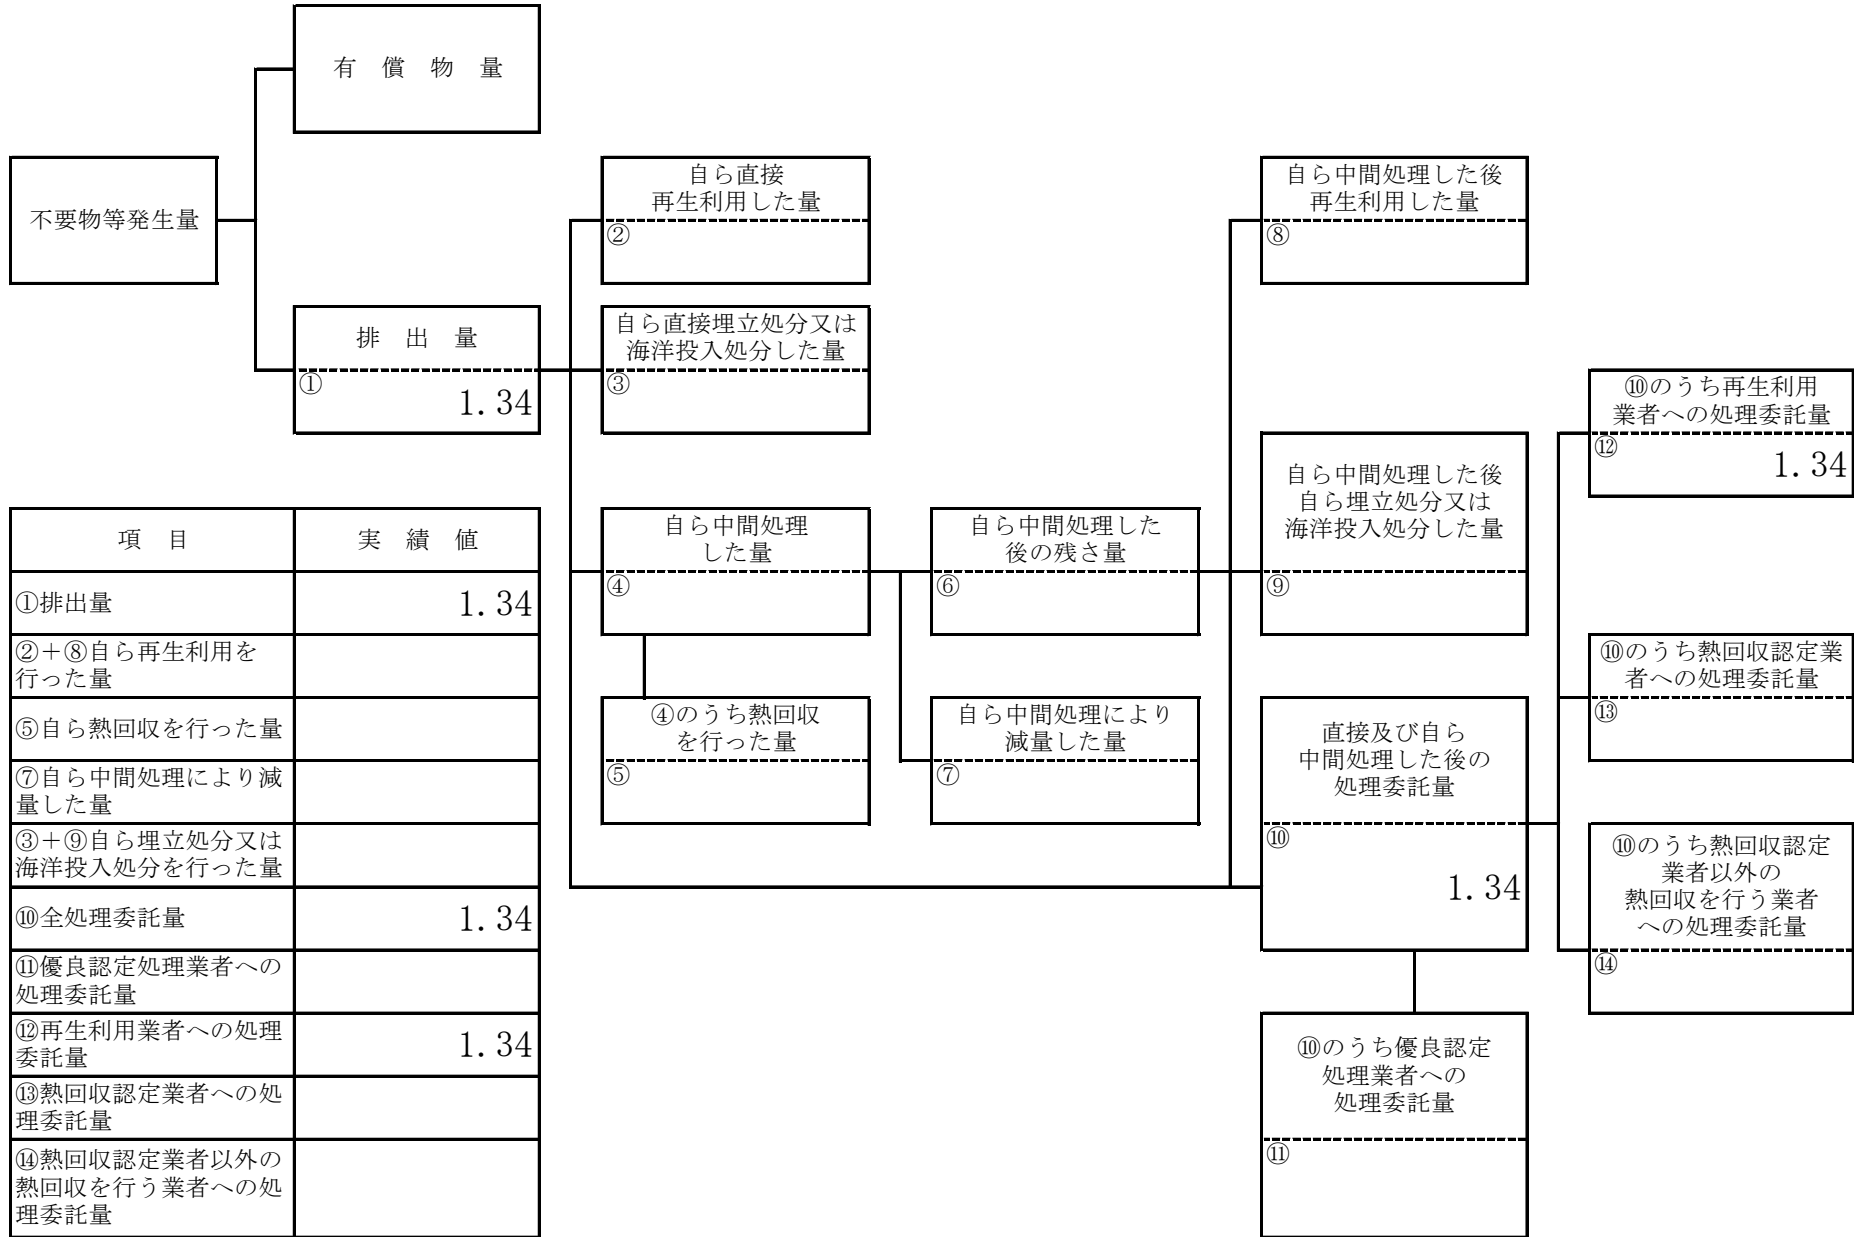 有 償 物 量
不要物等発生量
排 出 量
①
1.34
自ら直接
再生利用した量
②
自ら直接埋立処分又は
海洋投入処分した量
③
自ら中間処理
した量
④
④のうち熱回収
を行った量
⑤
自ら中間処理した
後の残さ量
⑥
自ら中間処理により
減量した量
⑦
自ら中間処理した後
再生利用した量
⑧
自ら中間処理した後
自ら埋立処分又は
海洋投入処分した量
⑨
直接及び自ら
中間処理した後の
処理委託量
⑩
1.34
⑩のうち優良認定
処理業者への
処理委託量
⑪
⑩のうち再生利用
業者への処理委託量
⑫
1.34
⑩のうち熱回収認定業
者への処理委託量
⑬
⑩のうち熱回収認定
業者以外の
熱回収を行う業者
への処理委託量
⑭
項 目 実 績 値
①排出量 1.34
②＋⑧自ら再生利用を
行った量
⑤自ら熱回収を行った量
⑦自ら中間処理により減
量した量
③＋⑨自ら埋立処分又は
海洋投入処分を行った量
⑩全処理委託量 1.34
⑪優良認定処理業者への
処理委託量
⑫再生利用業者への処理
委託量 1.34
⑬熱回収認定業者への処
理委託量
⑭熱回収認定業者以外の
熱回収を行う業者への処
理委託量